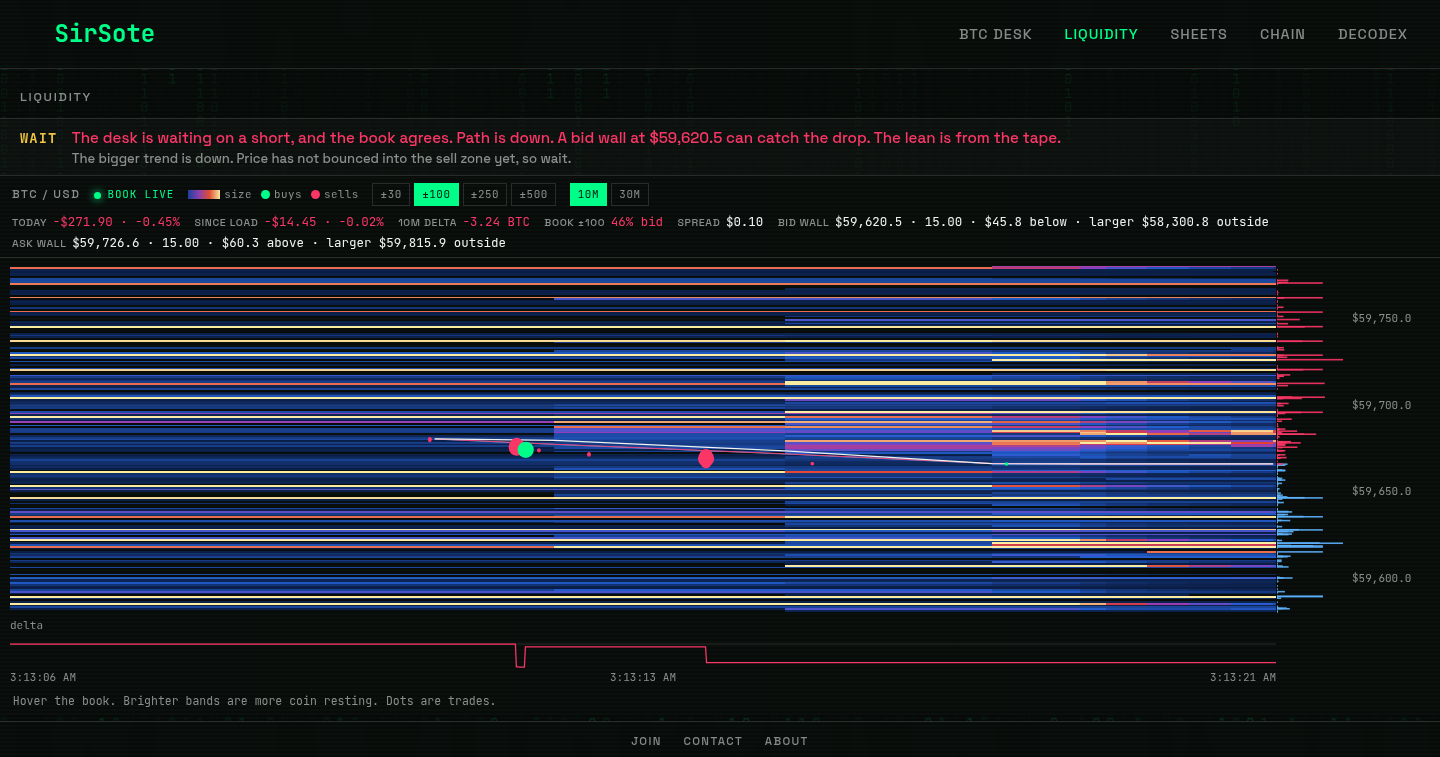 SirSote
BTC DESK LIQUIDITY SHEETS CHAIN DECODEX
LIQUIDITY
WAIT The desk is waiting on a short, and the book agrees. Path is down. A bid wall at $59,620.5 can catch the drop. The lean is from the tape.
The bigger trend is down. Price has not bounced into the sell zone yet, so wait.
BTC / USD BOOK LIVE size buys sells ±30 ±100 ±250 ±500 10M 30M
TODAY -$271.90 · -0.45% SINCE LOAD -$14.45 · -0.02% 10M DELTA -3.24 BTC BOOK ±100 46% bid SPREAD $0.10 BID WALL $59,620.5 · 15.00 · $45.8 below · larger $58,300.8 outside
ASK WALL $59,726.6 · 15.00 · $60.3 above · larger $59,815.9 outside
$59,750.0
$59,700.0
$59,650.0
$59,600.0
delta
3:13:06 AM 3:13:13 AM 3:13:21 AM
Hover the book. Brighter bands are more coin resting. Dots are trades.
JOIN CONTACT ABOUT